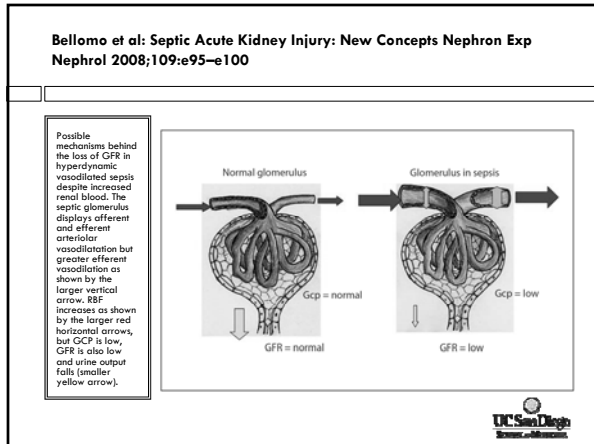 Bellomo et al: Septic Acute Kidney Injury: New Concepts Nephron Exp
Nephrol 2008;109:e95–e100
Possible
mechanisms behind
the loss of GFR in
hyperdynamic
vasodilated sepsis
despite increased
renal blood. The
septic glomerulus
displays afferent
and efferent
arteriolar
vasodilatation but
greater efferent
vasodilation as
shown by the
larger vertical
arrow. RBF
increases as shown
by the larger red
horizontal arrows,
but GCP is low,
GFR is also low
and urine output
falls (smaller
yellow arrow).
Normal glomerulus
Gcp = normal
GFR = normal
Glomerulus in sepsis
Gcp = low
GFR = low
UC San Diego
School of Medicine